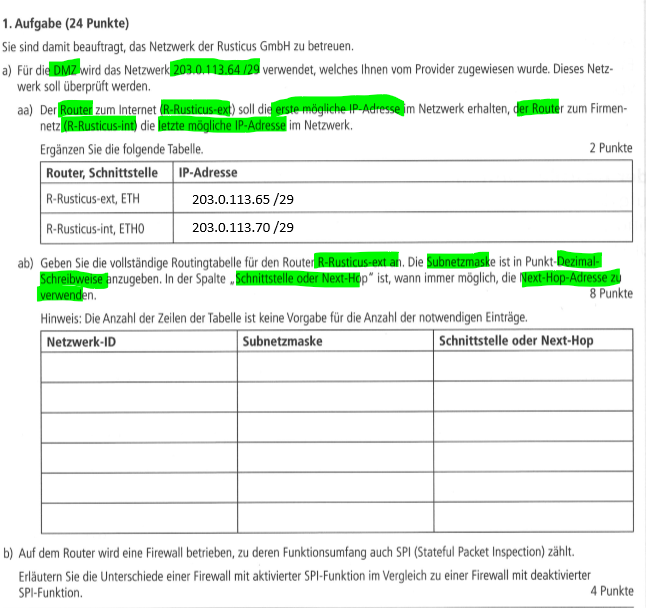 1. Aufgabe (24 Punkte)
Sie sind damit beauftragt, das Netzwerk der Rusticus GmbH zu betreuen.
a) Für die DMZ wird das Netzwerk 203.0.113.64 /29 verwendet, welches Ihnen vom Provider zugewiesen wurde. Dieses Netz-
werk soll überprüft werden.
aa) Der Router zum Internet (R-Rusticus-ext) soll die erste mögliche IP-Adresse im Netzwerk erhalten, der Router zum Firmen-
netz (R-Rusticus-int) die letzte mögliche IP-Adresse im Netzwerk.
Ergänzen Sie die folgende Tabelle. 2 Punkte
Router, Schnittstelle IP-Adresse
R-Rusticus-ext, ETH 203.0.113.65 /29
R-Rusticus-int, ETH0 203.0.113.70 /29
ab) Geben Sie die vollständige Routingtabelle für den Router R-Rusticus-ext an. Die Subnetzmaske ist in Punkt-Dezimal-
Schreibweise anzugeben. In der Spalte „Schnittstelle oder Next-Hop“ ist, wann immer möglich, die Next-Hop-Adresse zu
verwenden. 8 Punkte
Hinweis: Die Anzahl der Zeilen der Tabelle ist keine Vorgabe für die Anzahl der notwendigen Einträge.
Netzwerk-ID Subnetzmaske Schnittstelle oder Next-Hop
b) Auf dem Router wird eine Firewall betrieben, zu deren Funktionsumfang auch SPI (Stateful Packet Inspection) zählt.
Erläutern Sie die Unterschiede einer Firewall mit aktivierter SPI-Funktion im Vergleich zu einer Firewall mit deaktivierter
SPI-Funktion. 4 Punkte